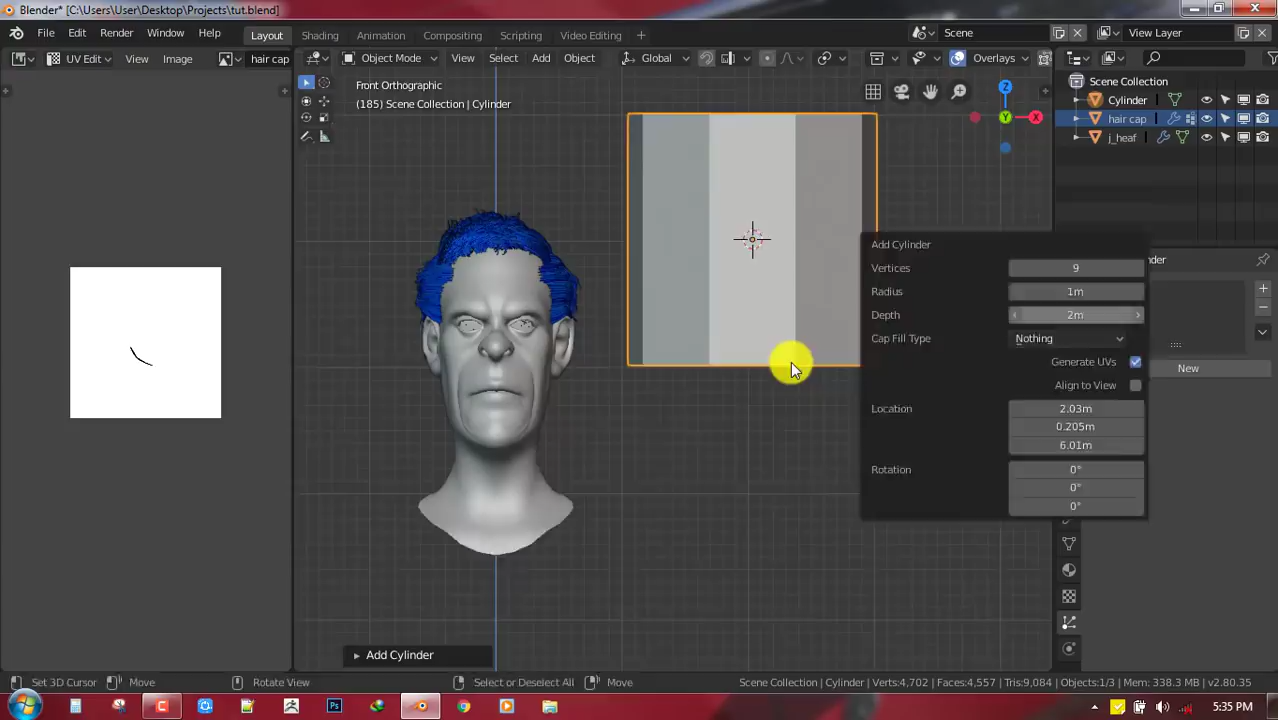 Blender* [C:\Users\User\Desktop\Projects\tut.blend]
File Edit Render Window Help Layout Shading Animation Compositing Scripting Video Editing + Scene View Layer
UV Edit View Image hair cap Object Mode View Select Add Object Global Overlays
Front Orthographic
(185) Scene Collection | Cylinder
Z
Y
X
Scene Collection
Cylinder
hair cap
j_heaf
Add Cylinder
Vertices 9
Radius 1m
Depth 2m
Cap Fill Type Nothing
Generate UVs
Align to View
Location 2.03m
0.205m
6.01m
Rotation 0°
0°
0°
nder
New
Add Cylinder
Set 3D Cursor Move Rotate View Select or Deselect All Move Scene Collection | Cylinder | Verts:4,702 | Faces:4,557 | Tris:9,084 | Objects:1/3 | Mem: 338.3 MB | v2.80.35
Ps
5:35 PM